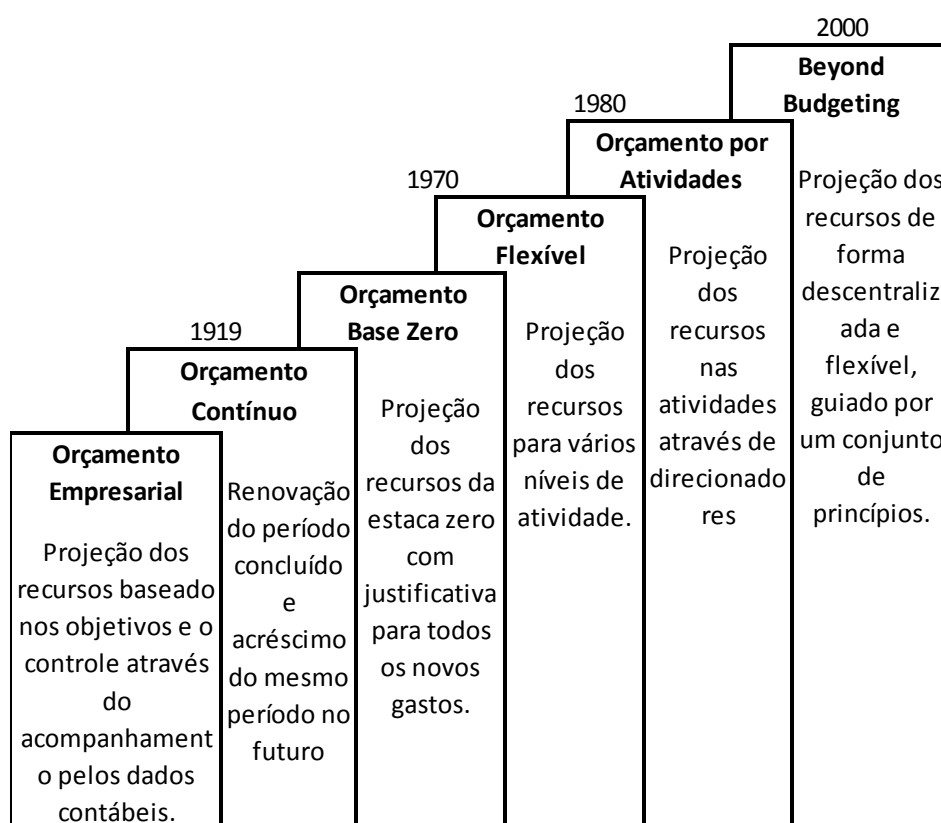 1919
Orçamento
Empresarial
Projeção dos
recursos baseado
nos objetivos e o
controle através
do
acompanhament
o pelos dados
contábeis.
Orçamento
Contínuo
Renovação
do período
concluído
e
acréscimo
do mesmo
período no
futuro
Orçamento
Base Zero
Projeção
dos
recursos da
estaca zero
com
justificativa
para todos
os novos
gastos.
1970
Orçamento
Flexível
Projeção
dos
recursos
para vários
níveis de
atividade.
1980
Orçamento por
Atividades
Projeção
dos
recursos
nas
atividades
através de
direcionado
res
2000
Beyond
Budgeting
Projeção dos
recursos de
forma
descentraliz
ada e
flexível,
guiado por
um conjunto
de
princípios.